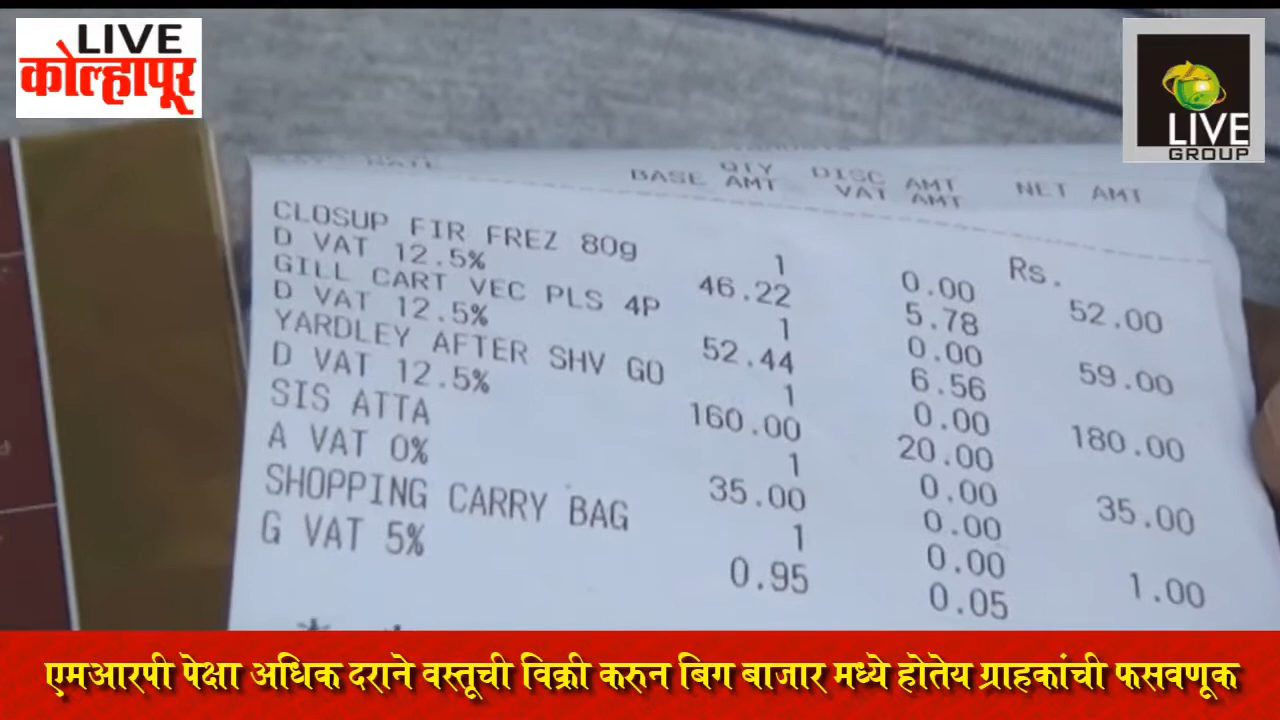 LIVE
कोल्हापूर
LIVE
GROUP
QTY DISC AMT NET AMT
BASE AMT VAT AMT
Rs.
CLOSUP FIR FREZ 80g 1 0.00 52.00
D VAT 12.5% 46.22 5.78
GILL CART VEC PLS 4P 1 0.00 59.00
D VAT 12.5% 52.44 6.56
YARDLEY AFTER SHV GO 1 0.00 180.00
D VAT 12.5% 160.00 20.00
SIS ATTA 1 0.00 35.00
A VAT 0% 35.00 0.00
SHOPPING CARRY BAG 1 0.00 1.00
G VAT 5% 0.95 0.05
एमआरपी पेक्षा अधिक दराने वस्तूची विक्री करुन बिग बाजार मध्ये होतेय ग्राहकांची फसवणूक